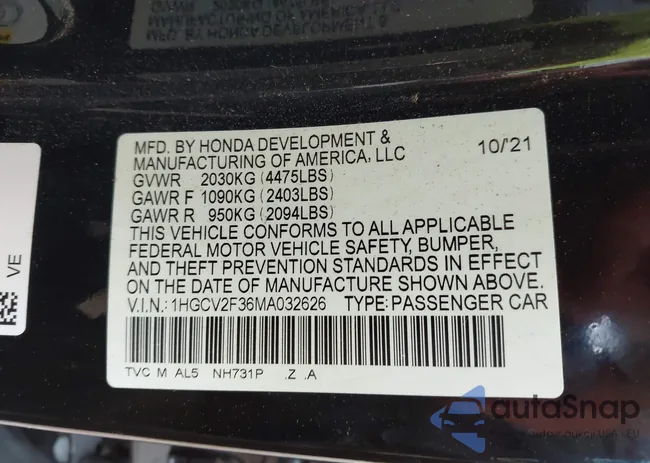 MFD. BY HONDA DEVELOPMENT &
MANUFACTURING OF AMERICA, LLC 10/'21
GVWR 2030KG (4475LBS)
GAWR F 1090KG (2403LBS)
GAWR R 950KG (2094LBS)
THIS VEHICLE CONFORMS TO ALL APPLICABLE
FEDERAL MOTOR VEHICLE SAFETY, BUMPER,
AND THEFT PREVENTION STANDARDS IN EFFECT
ON THE DATE OF MANUFACTURE SHOWN ABOVE.
V.I.N.: 1HGCV2F36MA032626 TYPE: PASSENGER CAR
TVC M AL5 NH731P .Z .A
VE
autoSnap